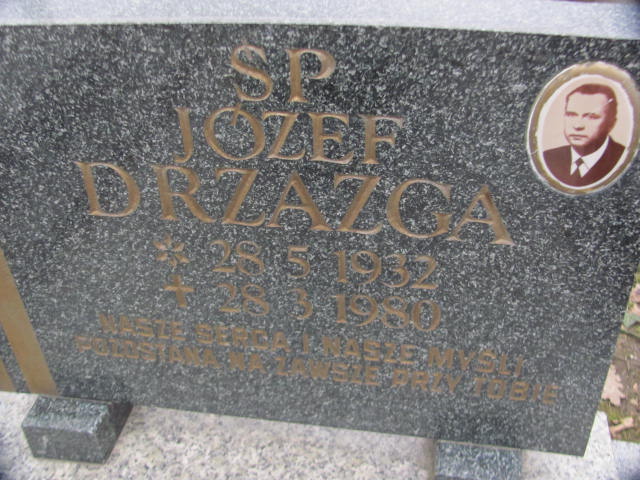 SP
JÓZEF
DRZAZGA
* 28 5 1932
+ 28 3 1980
NASZE SERCA I NASZE MYŚLI
POZOSTANĄ NA ZAWSZE PRZY TOBIE